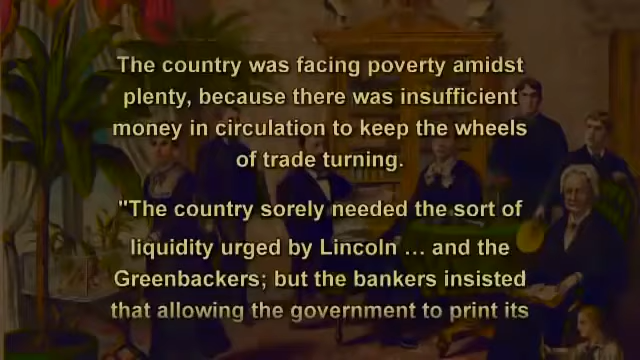 The country was facing poverty amidst
plenty, because there was insufficient
money in circulation to keep the wheels
of trade turning.
"The country sorely needed the sort of
liquidity urged by Lincoln ... and the
Greenbackers; but the bankers insisted
that allowing the government to print its